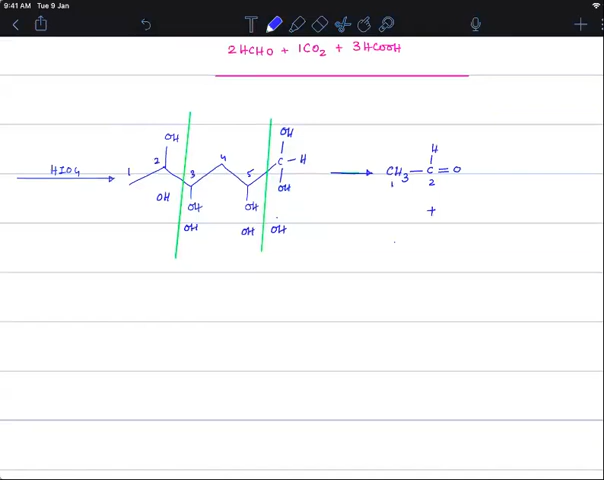 9:41 AM Tue 9 Jan
T
2HCHO + 1CO2 + 3HCOOH
OH
OH
HIO4
1
2
3
4
5
C - H
CH3 - C = O
H
1
2
OH
OH
OH
OH
+
OH
OH
OH